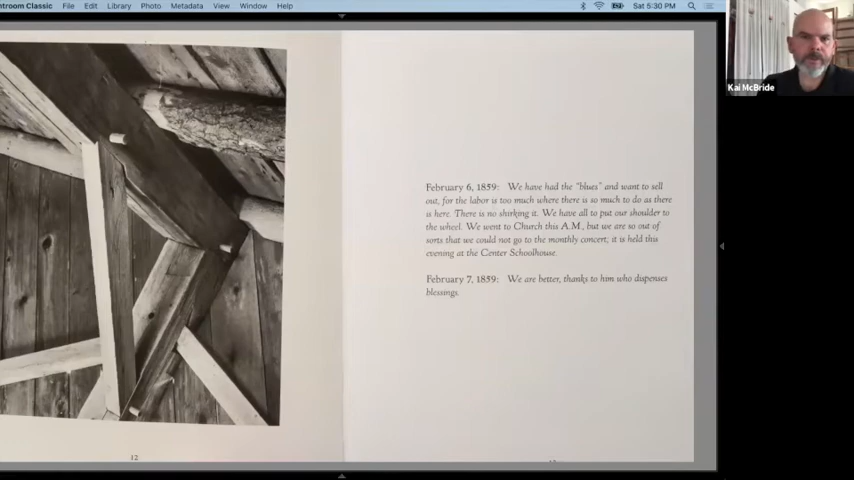 ntroom Classic File Edit Library Photo Metadata View Window Help
Sat 5:30 PM
Kai McBride
February 6, 1859: We have had the "blues" and want to sell
out, for the labor is too much where there is so much to do as there
is here. There is no shirking it. We have all to put our shoulder to
the wheel. We went to Church this A.M., but we are so out of
sorts that we could not go to the monthly concert; it is held this
evening at the Center Schoolhouse.
February 7, 1859: We are better, thanks to him who dispenses
blessings.
12